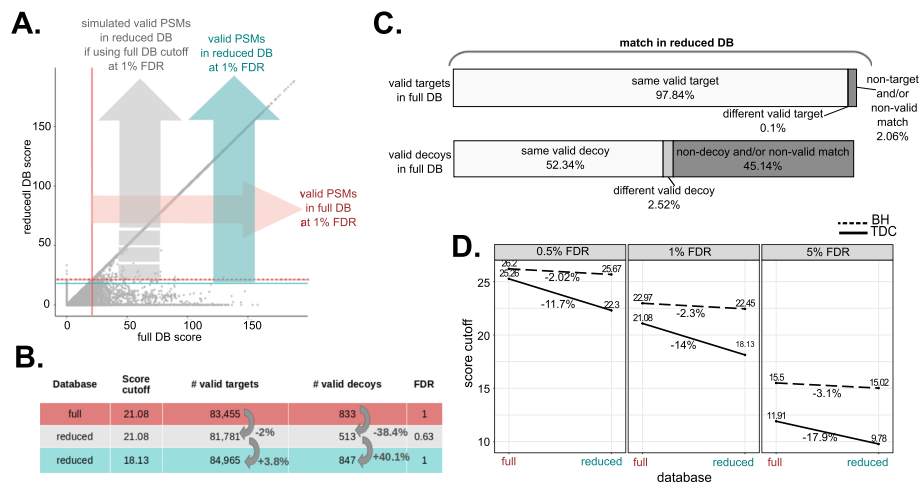 A.
simulated valid PSMs
in reduced DB
if using full DB cutoff
at 1% FDR
valid PSMs
in reduced DB
at 1% FDR
valid PSMs
in full DB
at 1% FDR
reducedl DB score
150
100
50
0
0
50
100
150
full DB score
B.
Database
Score
cutoff
# valid targets
# valid decoys
FDR
full 21.08 83,455 833 1
-2% -38.4%
reduced 21.08 81,781 513 0.63
+3.8% +40.1%
reduced 18.13 84,965 847 1
C.
match in reduced DB
valid targets
in full DB
same valid target
97.84%
different valid target
0.1%
non-target
and/or
non-valid
match
2.06%
valid decoys
in full DB
same valid decoy
52.34%
non-decoy and/or non-valid match
45.14%
different valid decoy
2.52%
D.
BH
TDC
0.5% FDR
1% FDR
5% FDR
score cutoff
25
20
15
10
26.2
25.67
-2.02%
25.26
22.3
-11.7%
22.97
22.45
-2.3%
21.08
18.13
-14%
15.5
15.02
-3.1%
11.91
9.78
-17.9%
full
reduced
full
reduced
full
reduced
database